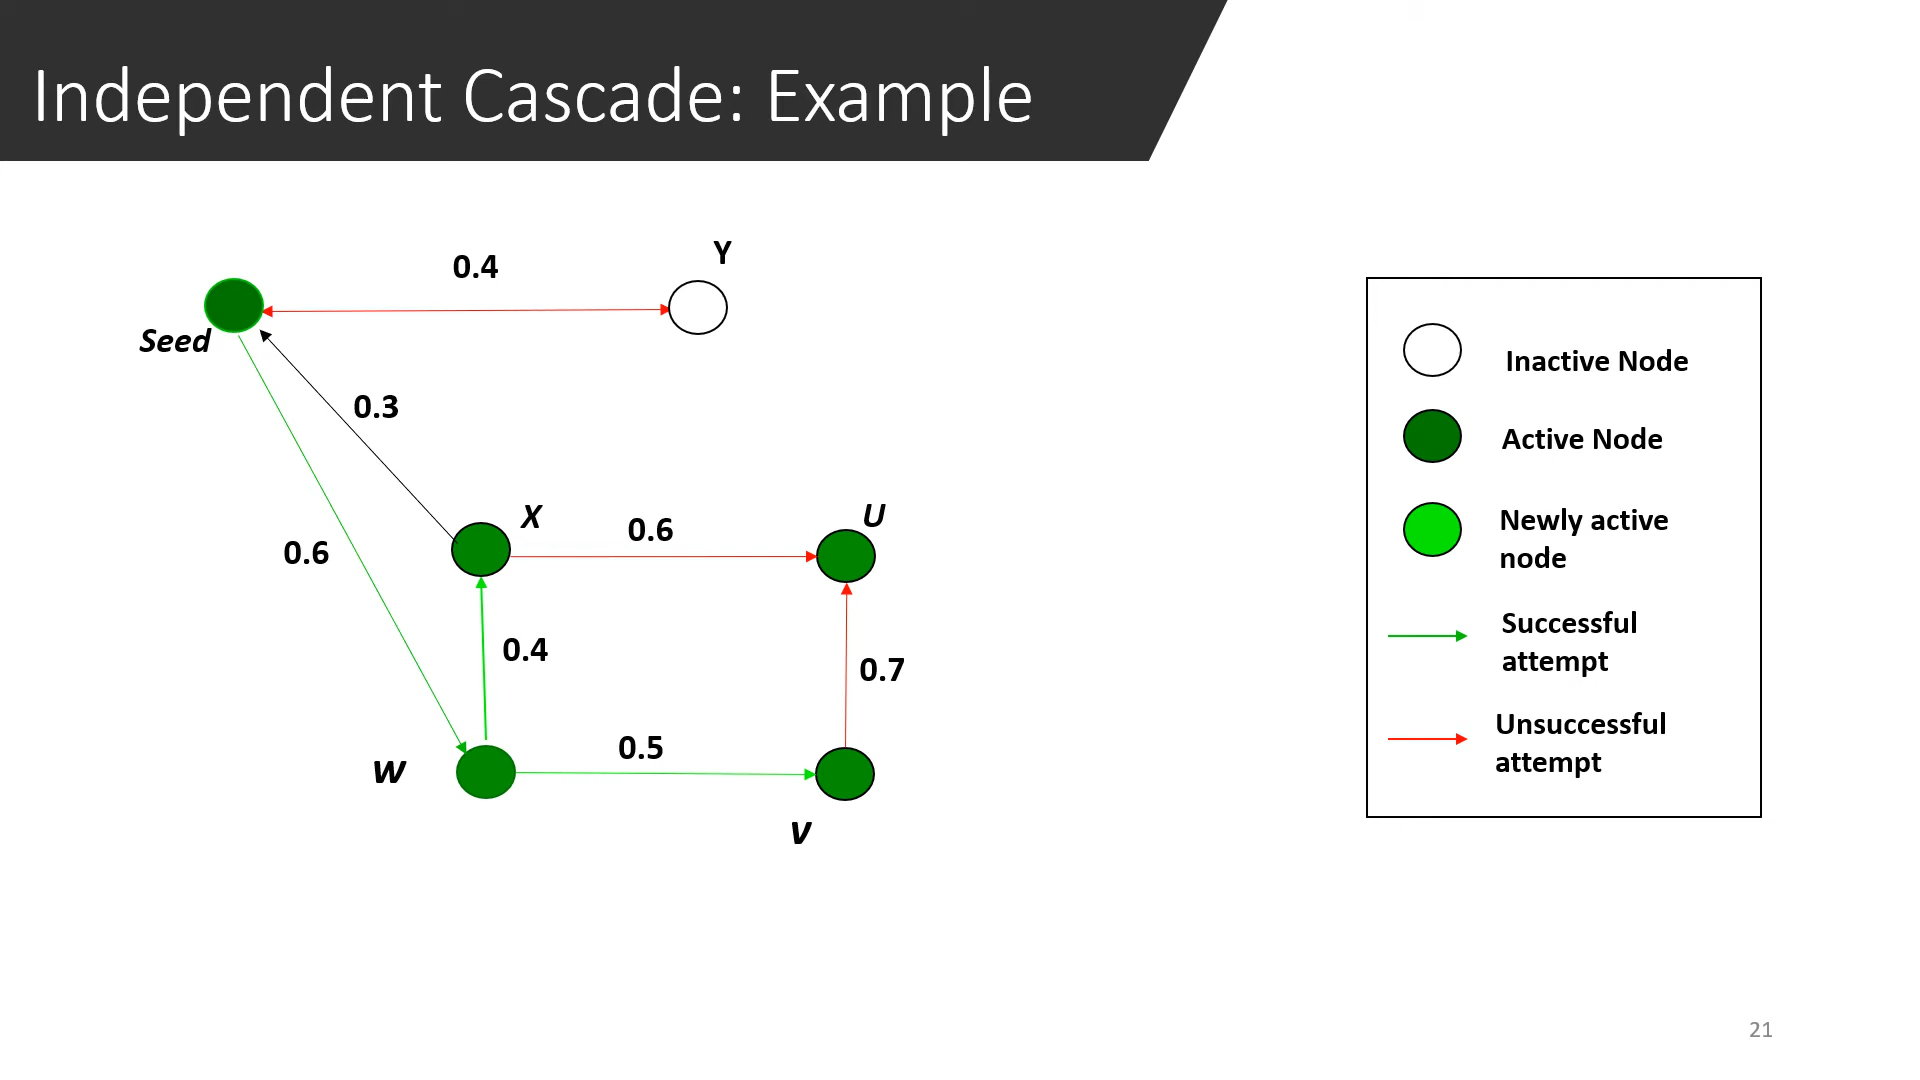 Independent Cascade: Example
Y
0.4
Seed
0.3
X
0.6
U
0.6
0.4
0.7
W
0.5
V
Inactive Node
Active Node
Newly active
node
Successful
attempt
Unsuccessful
attempt
21